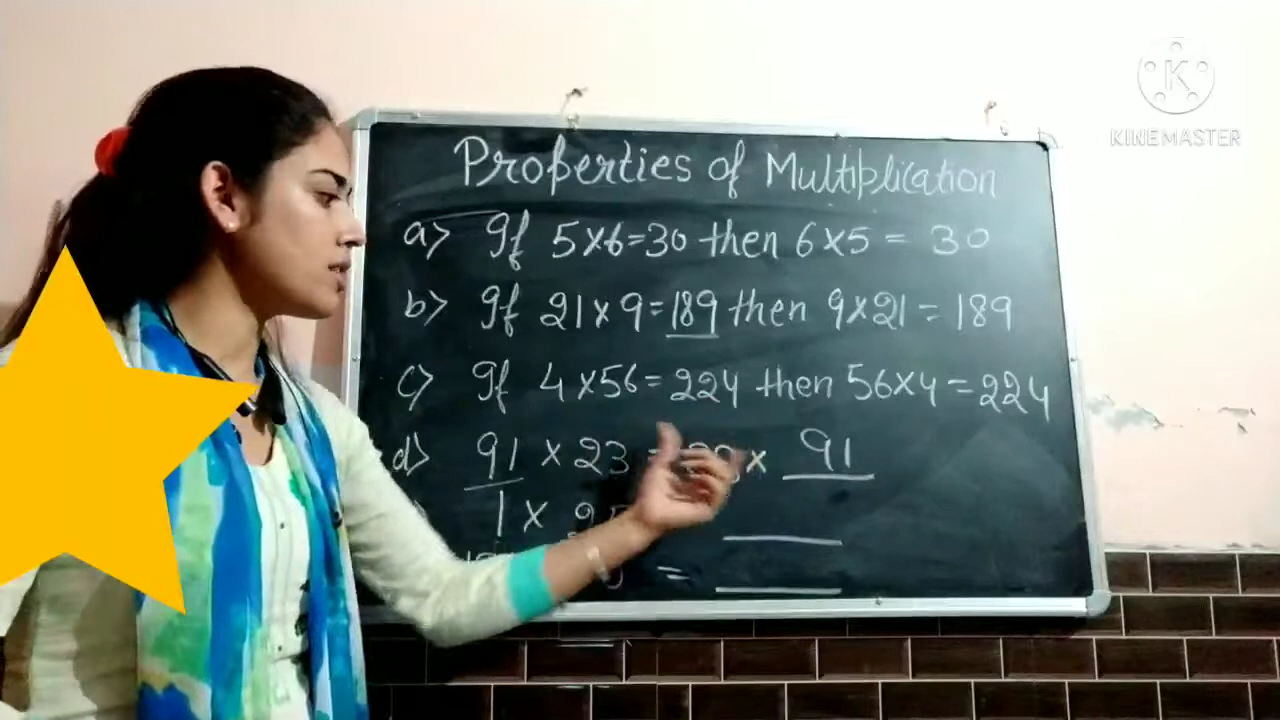 KINEMASTER
Properties of Multiplication
a) If 5×6=30 then 6×5 = 30
b) If 21×9=189 then 9×21 = 189
c) If 4×56=224 then 56×4=224
d) 91 × 23 = × 91
1 ×
=